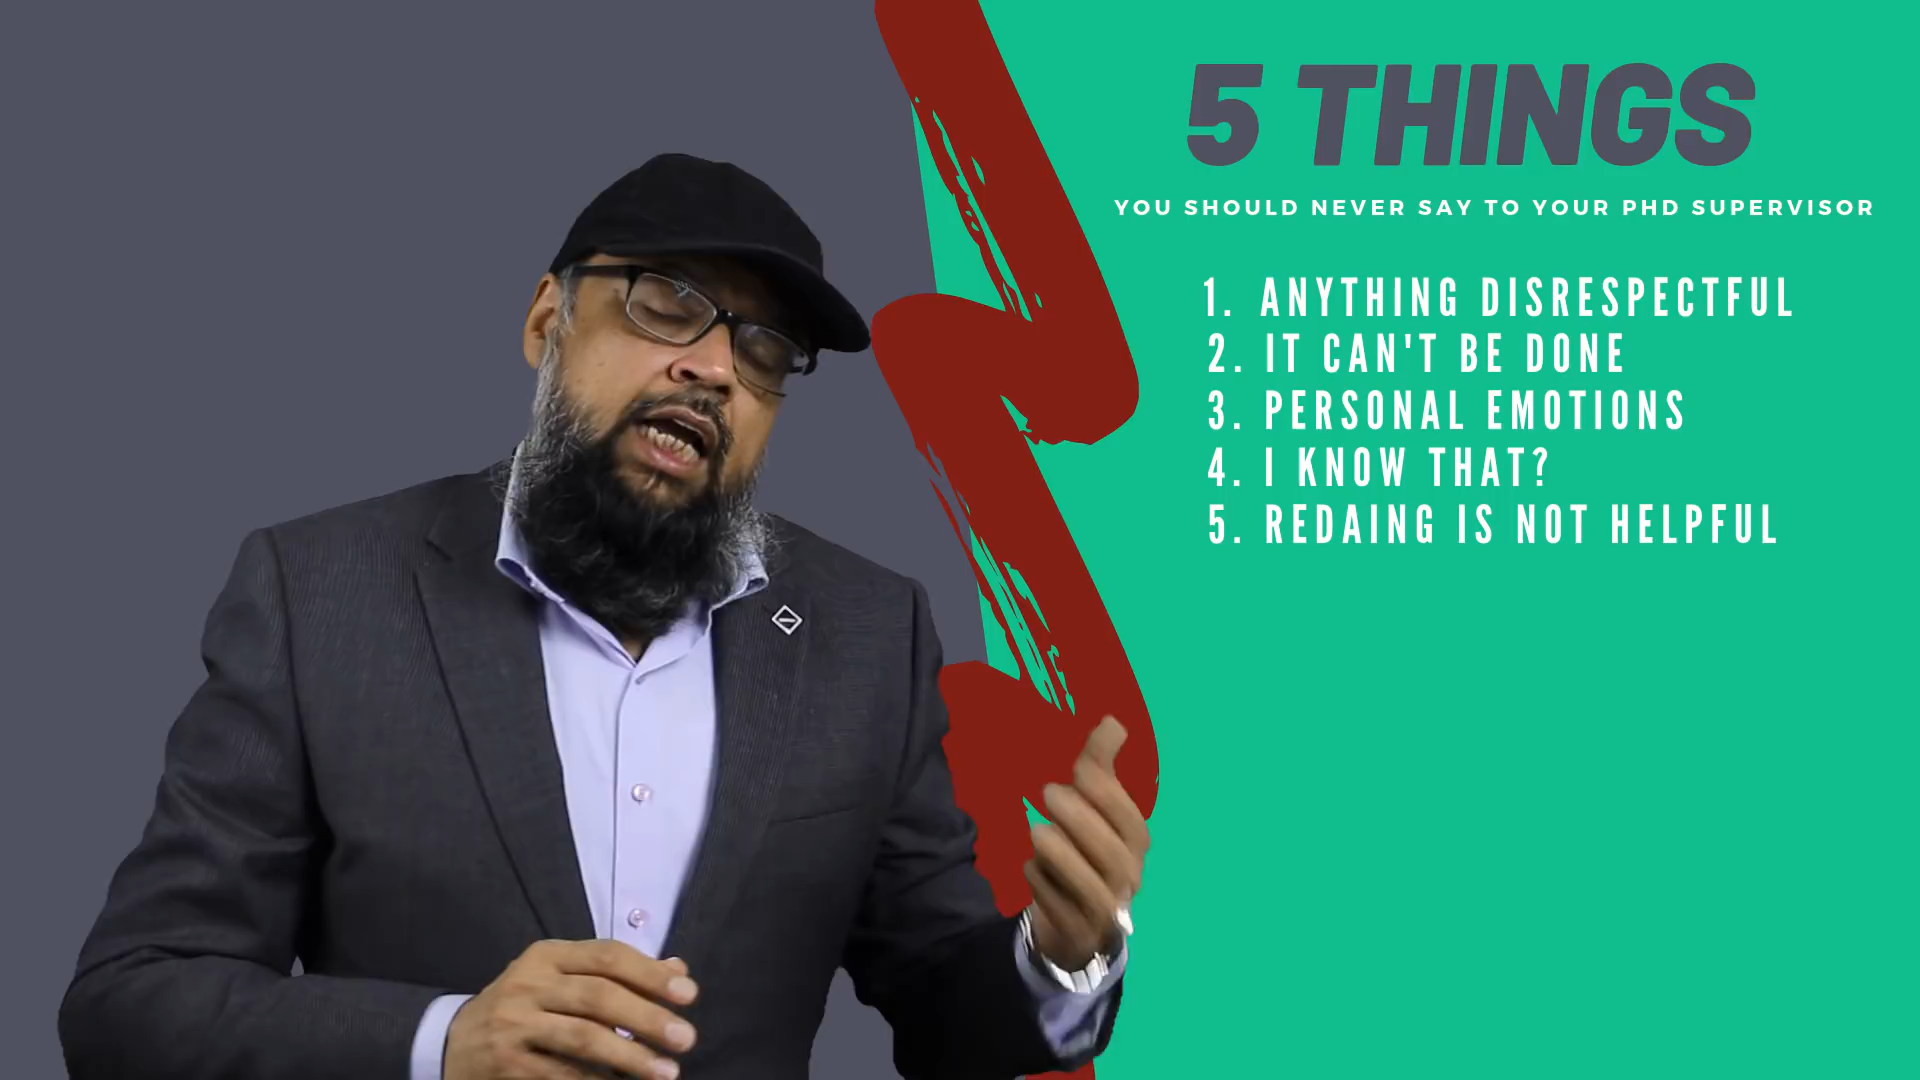 5 THINGS
YOU SHOULD NEVER SAY TO YOUR PHD SUPERVISOR
1. ANYTHING DISRESPECTFUL
2. IT CAN'T BE DONE
3. PERSONAL EMOTIONS
4. I KNOW THAT?
5. REDAING IS NOT HELPFUL